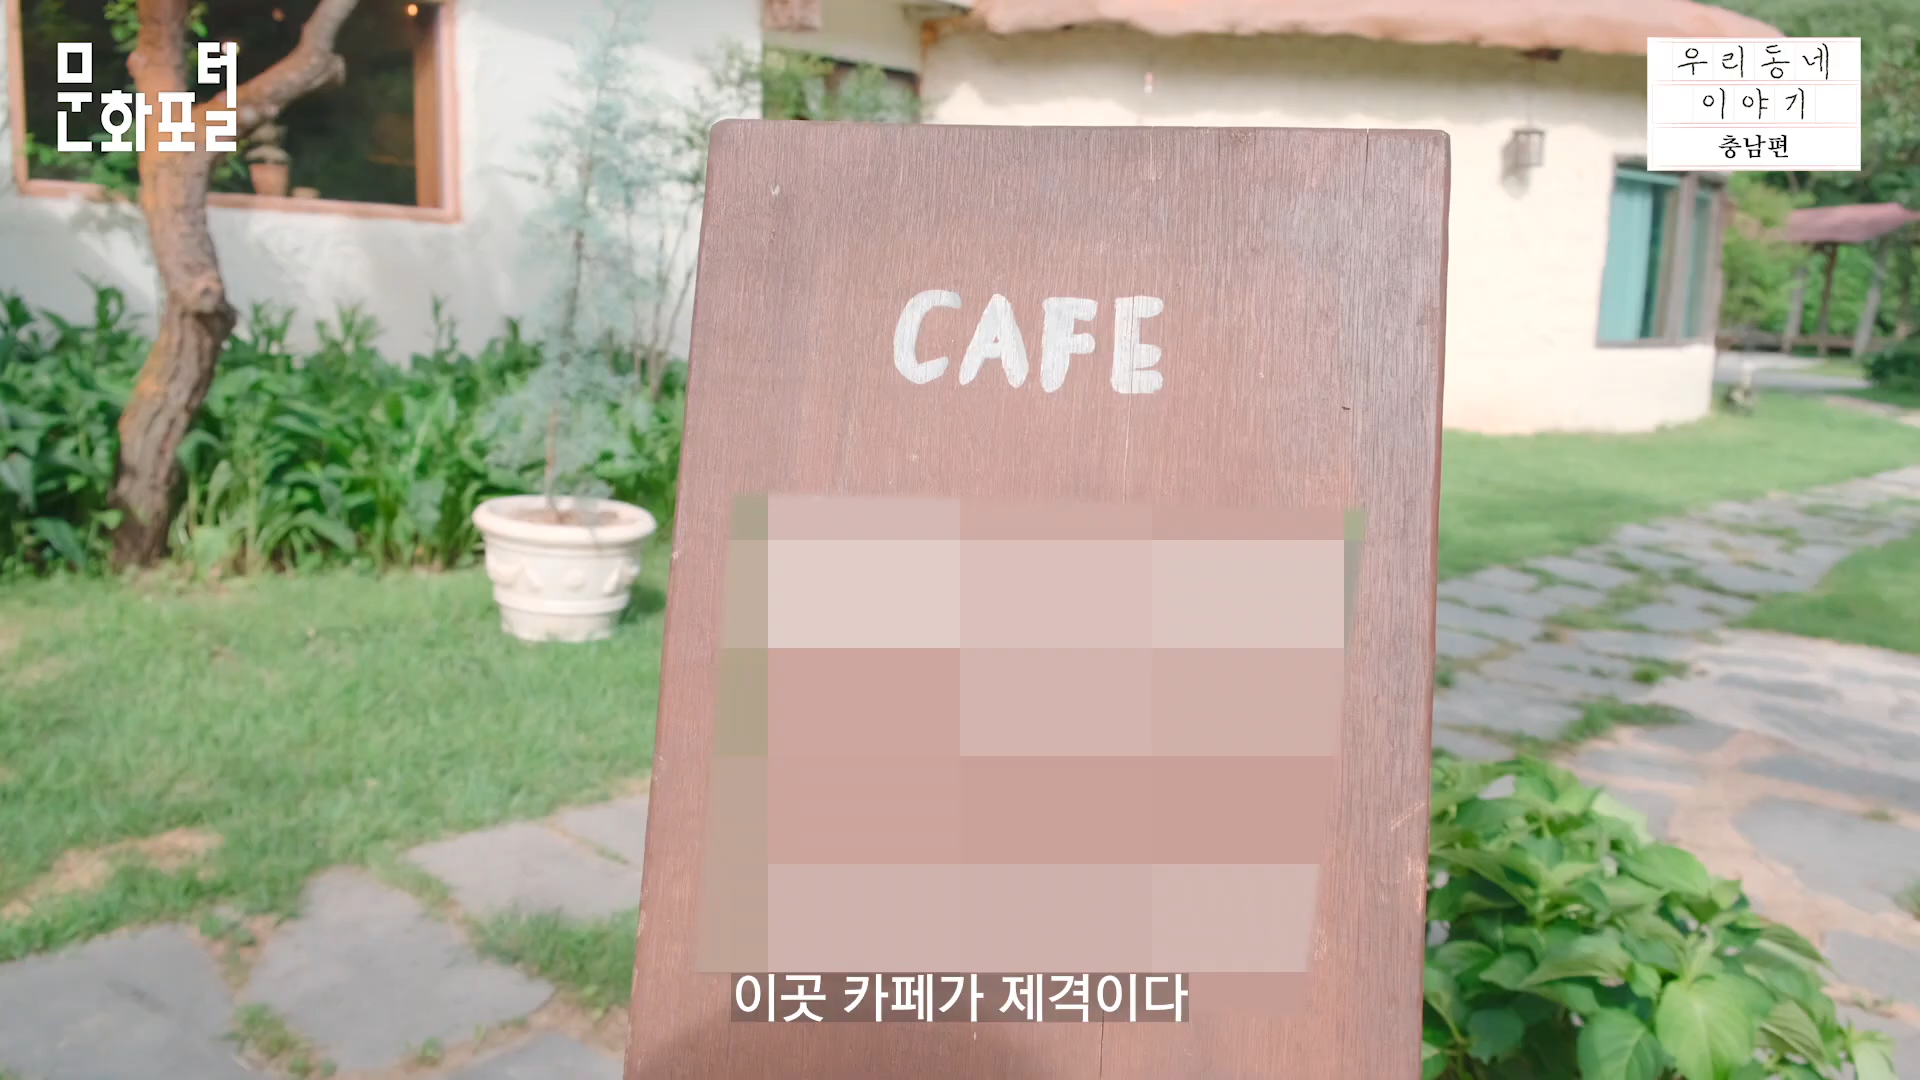 문화포털
우리동네
이야기
충남편
CAFE
이곳 카페가 제격이다